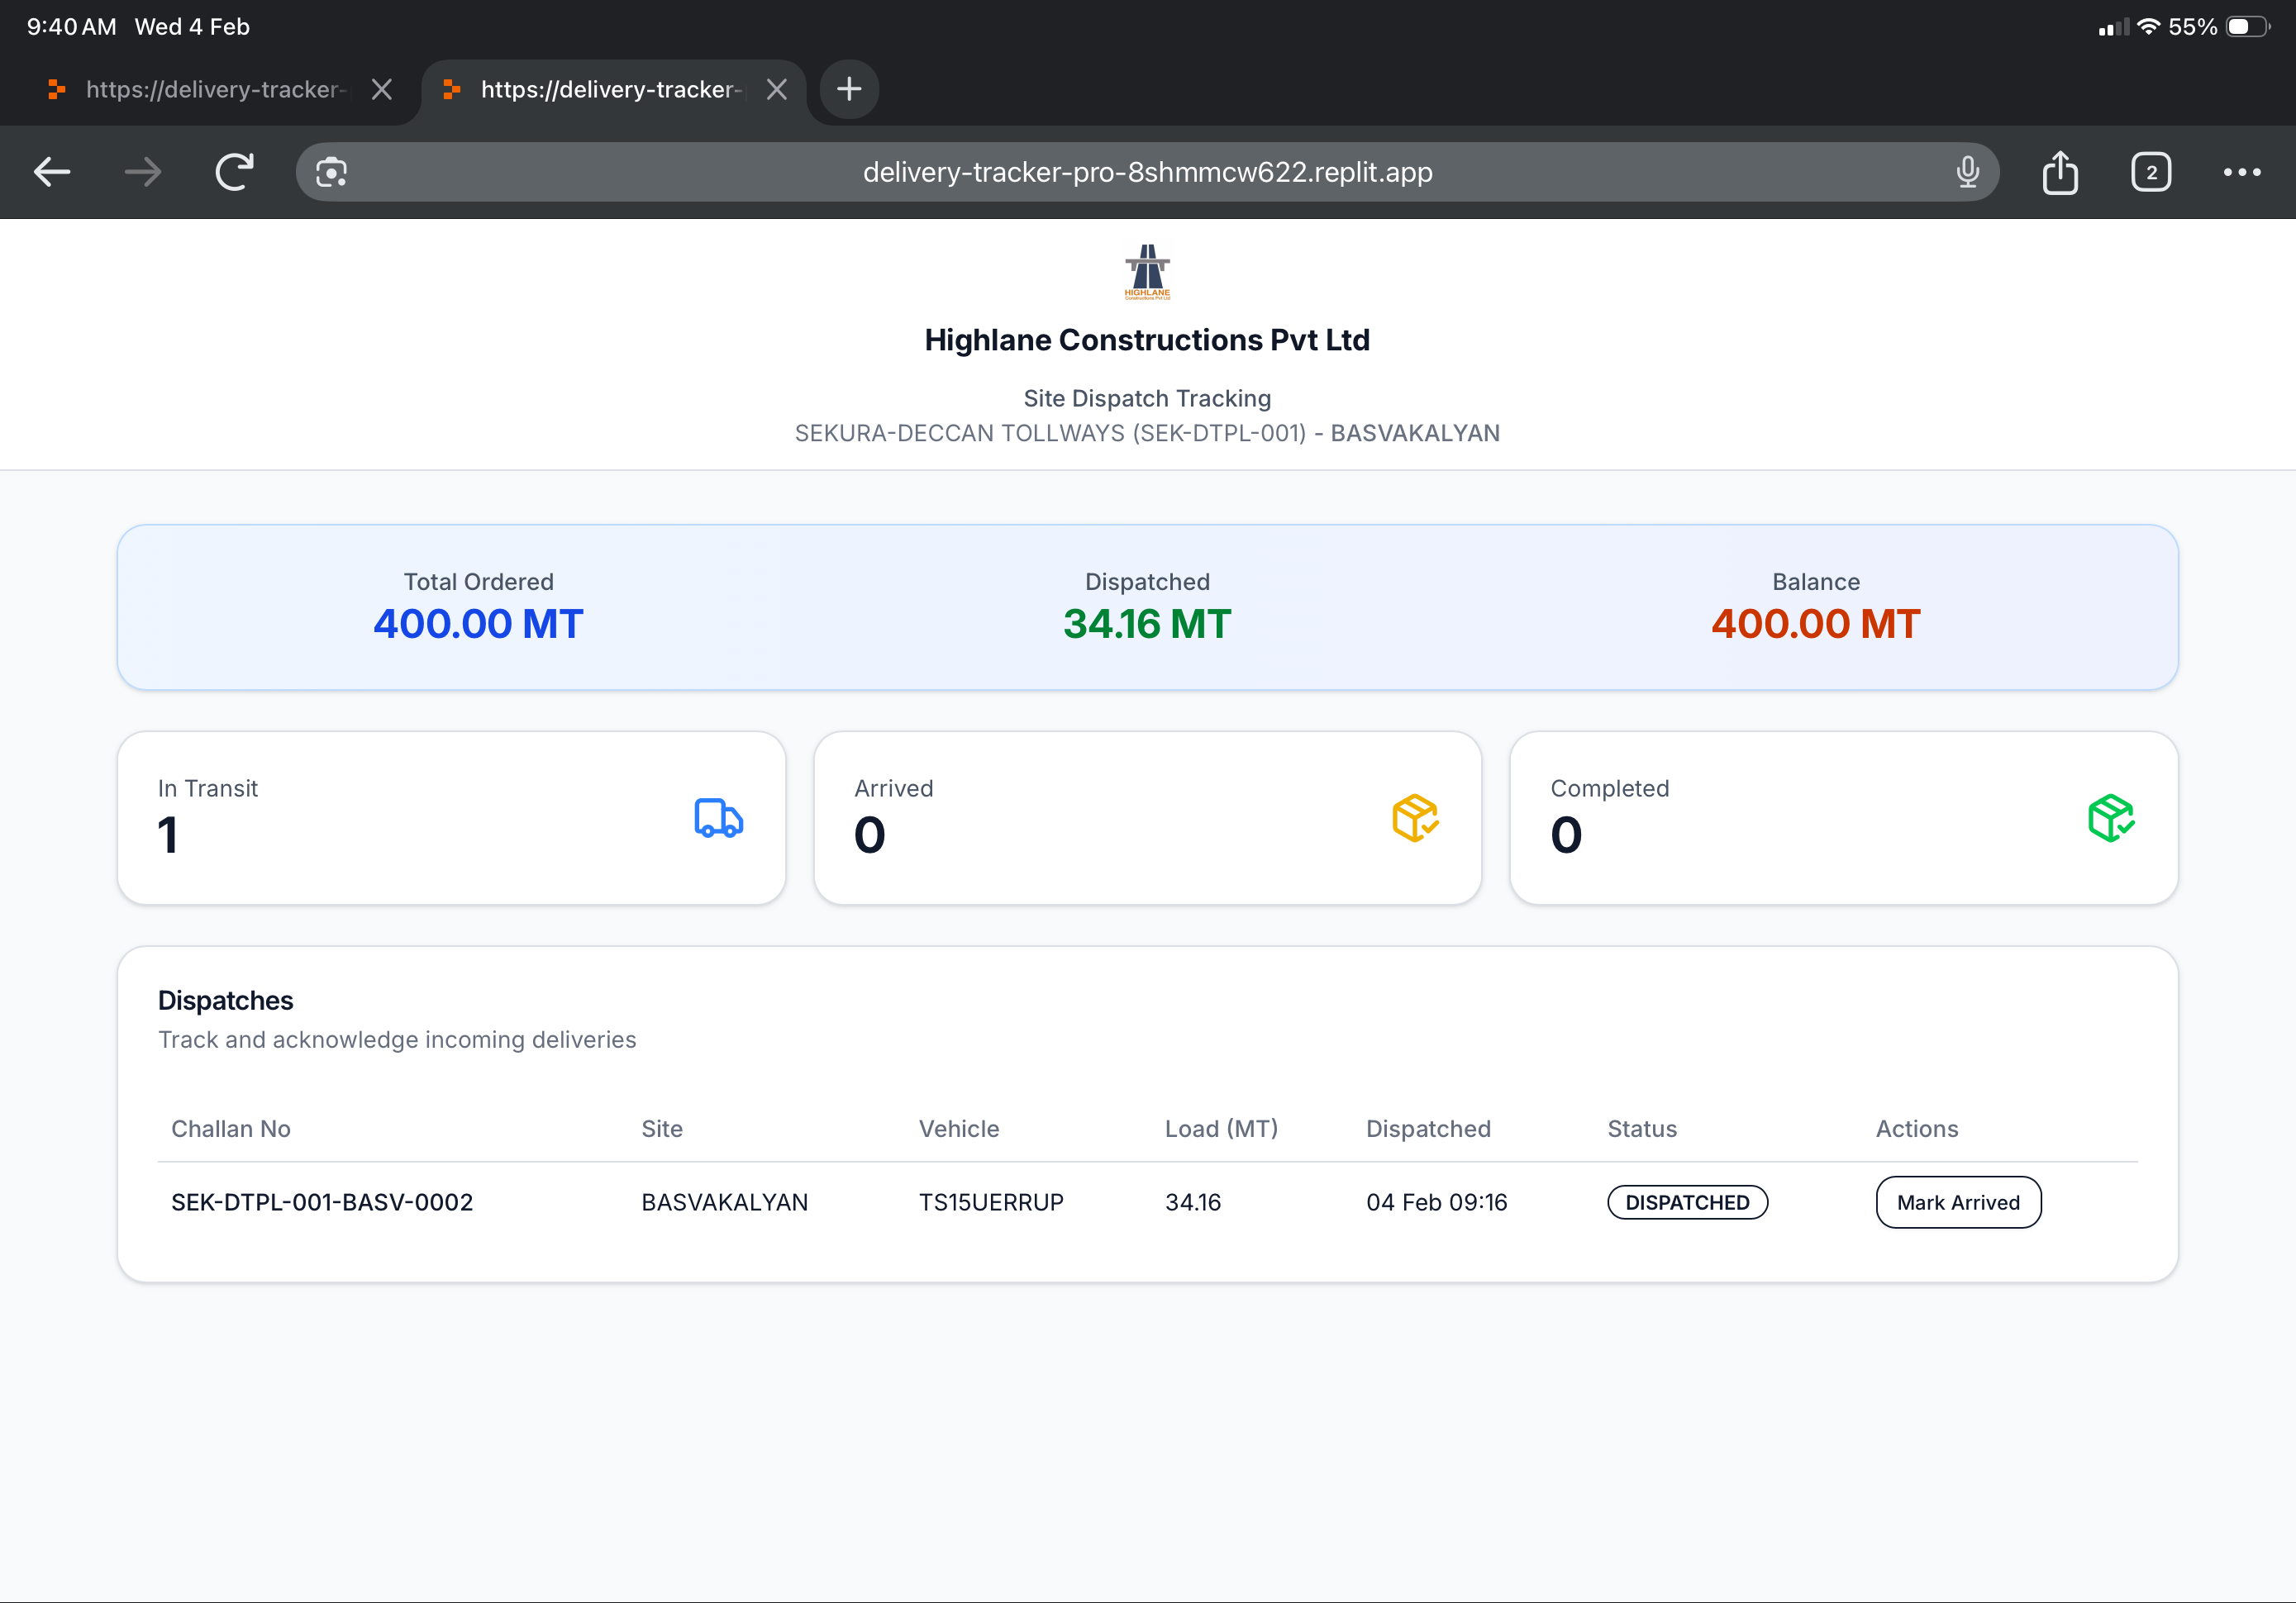 9:40 AM Wed 4 Feb
55%
https://delivery-tracker-
https://delivery-tracker-
delivery-tracker-pro-8shmmcw622.replit.app
2
HIGHLANE
Constructions Pvt Ltd
Highlane Constructions Pvt Ltd
Site Dispatch Tracking
SEKURA-DECCAN TOLLWAYS (SEK-DTPL-001) - BASVAKALYAN
Total Ordered Dispatched Balance
400.00 MT 34.16 MT 400.00 MT
In Transit Arrived Completed
1 0 0
Dispatches
Track and acknowledge incoming deliveries
Challan No Site Vehicle Load (MT) Dispatched Status Actions
SEK-DTPL-001-BASV-0002 BASVAKALYAN TS15UERRUP 34.16 04 Feb 09:16 DISPATCHED Mark Arrived